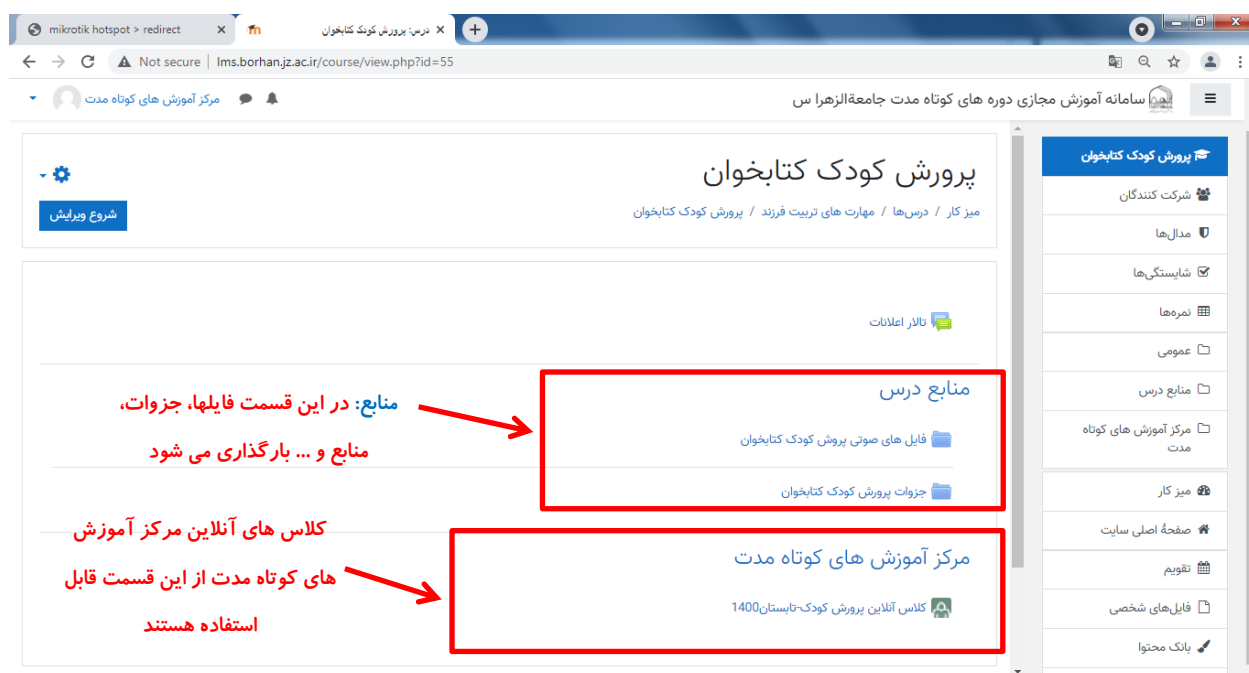 mikrotik hotspot > redirect
درس: پرورش کودک کتابخوان
Not secure | lms.borhan.jz.ac.ir/course/view.php?id=55
سامانه آموزش مجازی دوره های کوتاه مدت جامعةالزهرا س
مرکز آموزش های کوتاه مدت
پرورش کودک کتابخوان
شرکت کنندگان
مدال‌ها
شایستگی‌ها
نمره‌ها
عمومی
منابع درس
مرکز آموزش های کوتاه
مدت
میز کار
صفحهٔ اصلی سایت
تقویم
فایل‌های شخصی
بانک محتوا
پرورش کودک کتابخوان
میز کار / درس‌ها / مهارت های تربیت فرزند / پرورش کودک کتابخوان
شروع ویرایش
تالار اعلانات
منابع درس
فایل های صوتی پروش کودک کتابخوان
جزوات پرورش کودک کتابخوان
منابع: در این قسمت فایلها، جزوات،
منابع و ... بارگذاری می شود
مرکز آموزش های کوتاه مدت
کلاس آنلاین پرورش کودک-تابستان1400
کلاس های آنلاین مرکز آموزش
های کوتاه مدت از این قسمت قابل
استفاده هستند